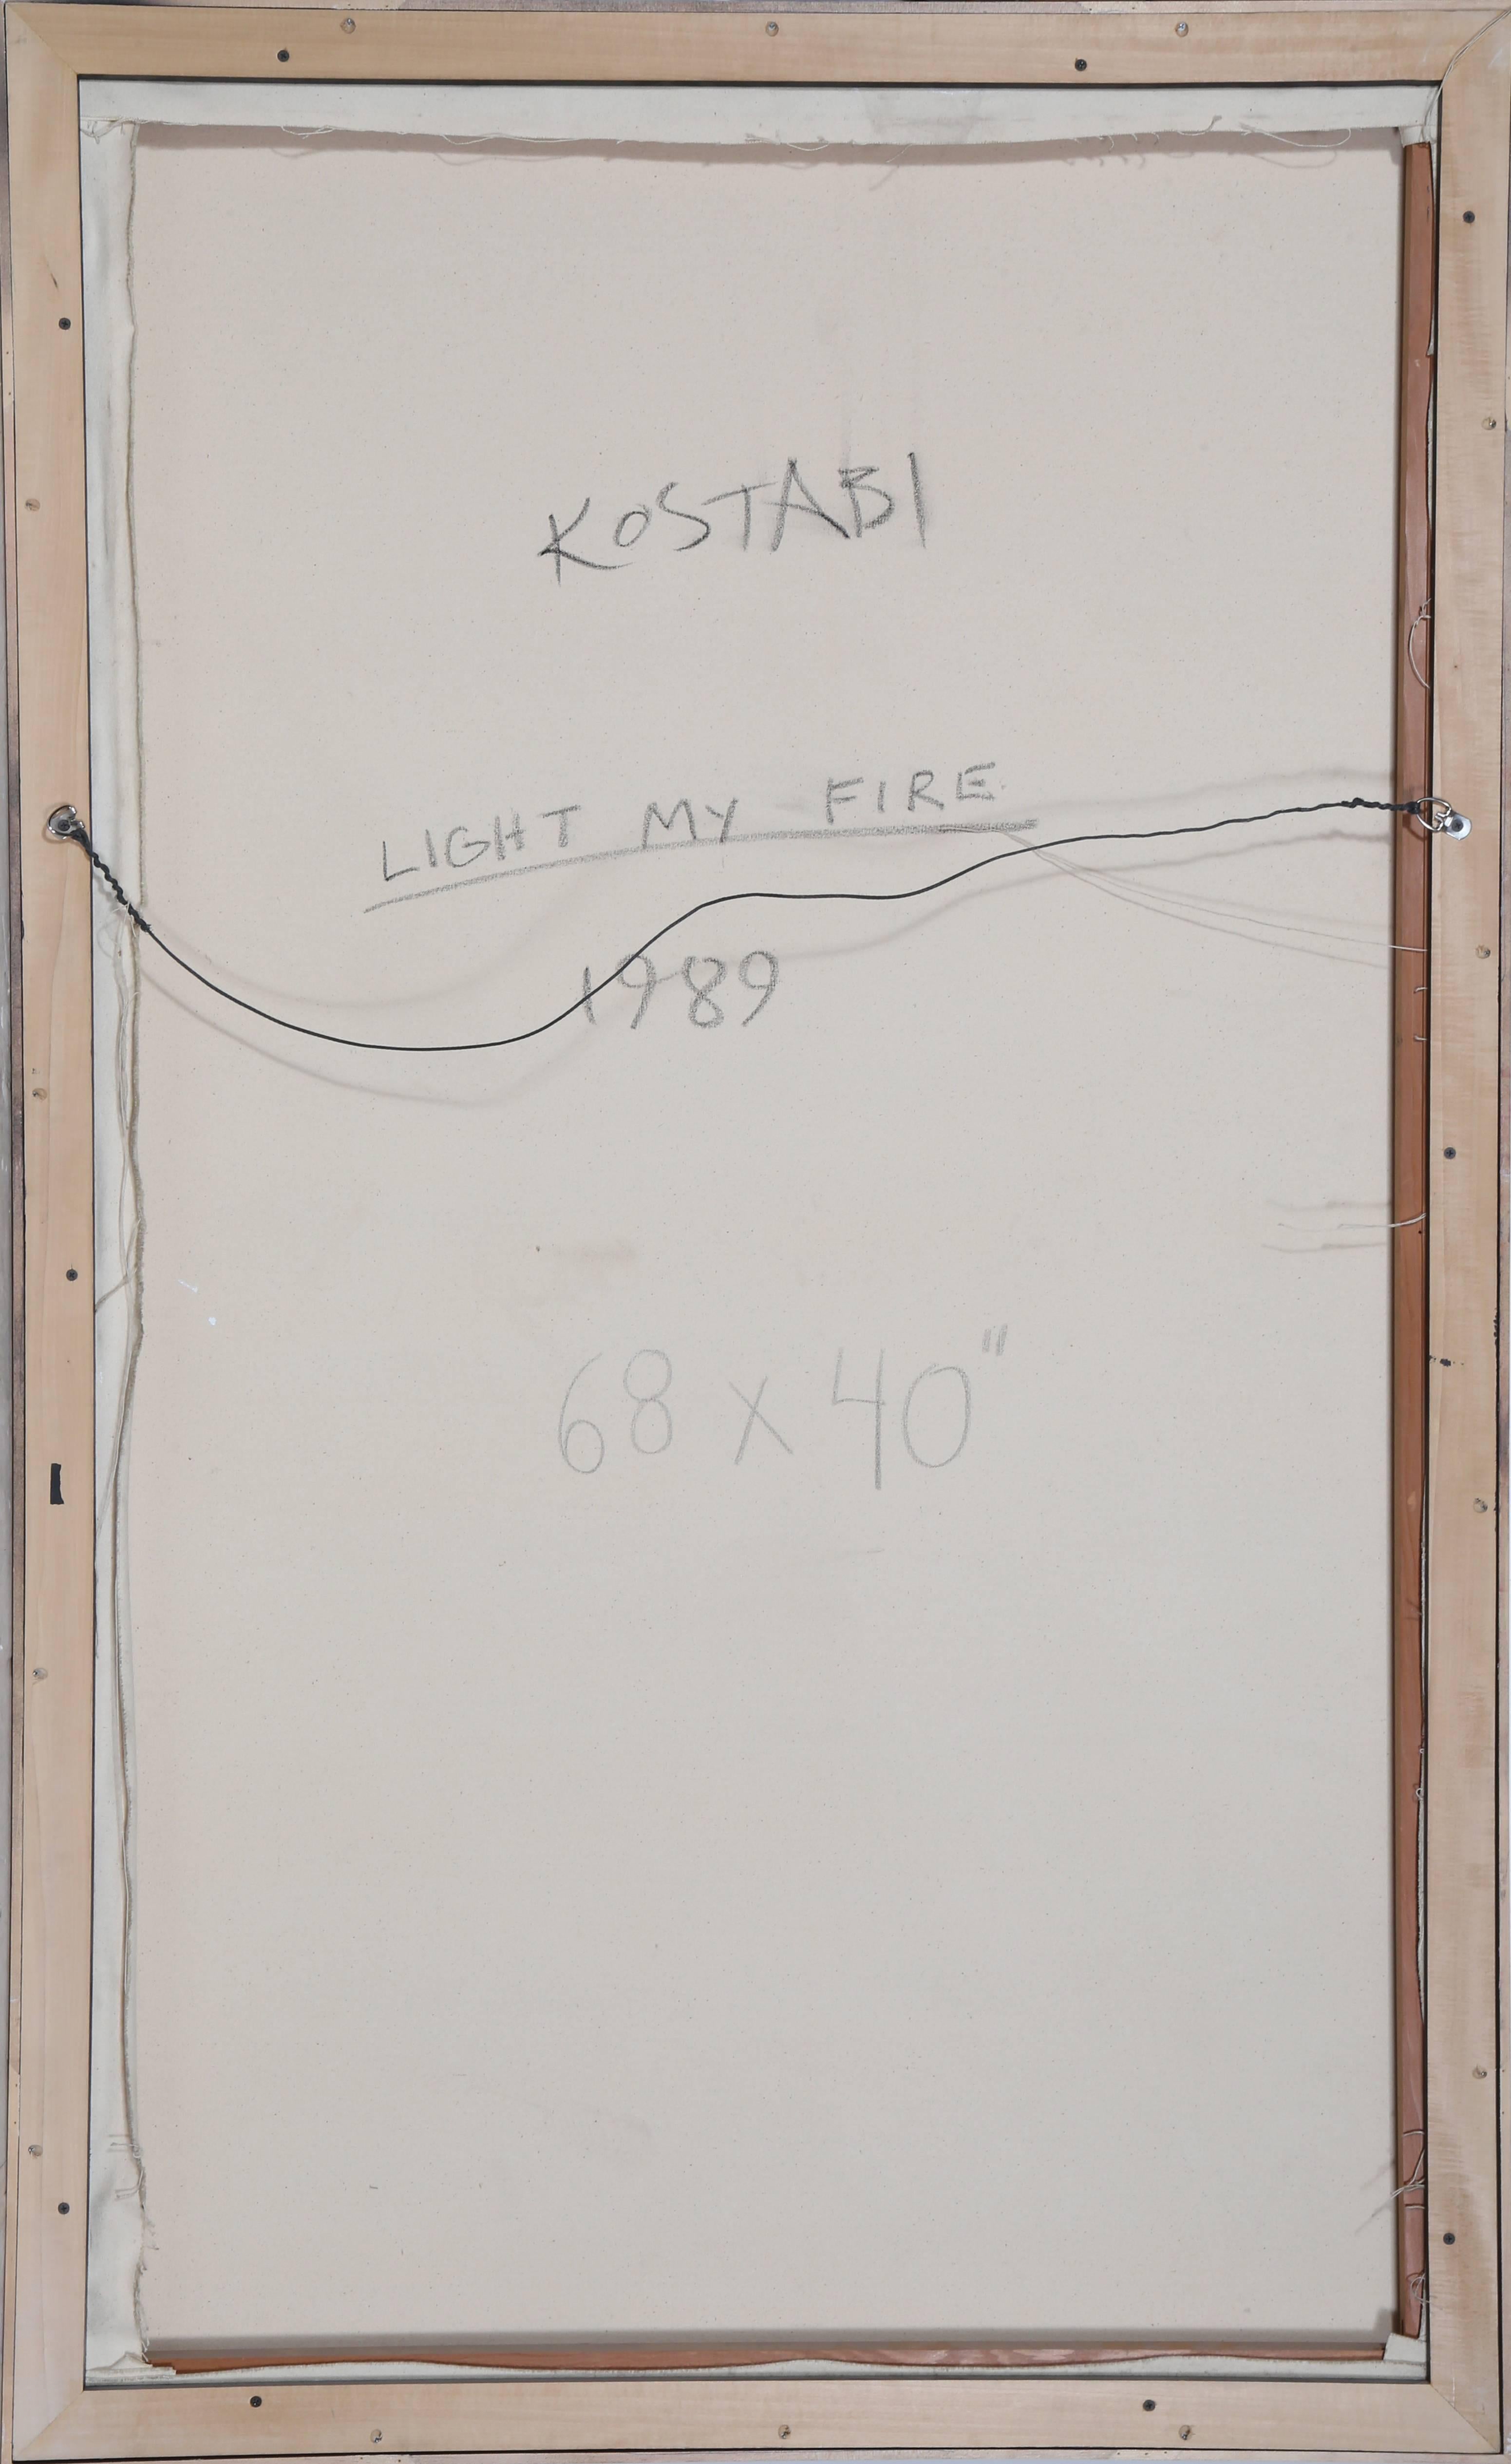 KOSTABI
LIGHT MY FIRE
1989
68 x 40"